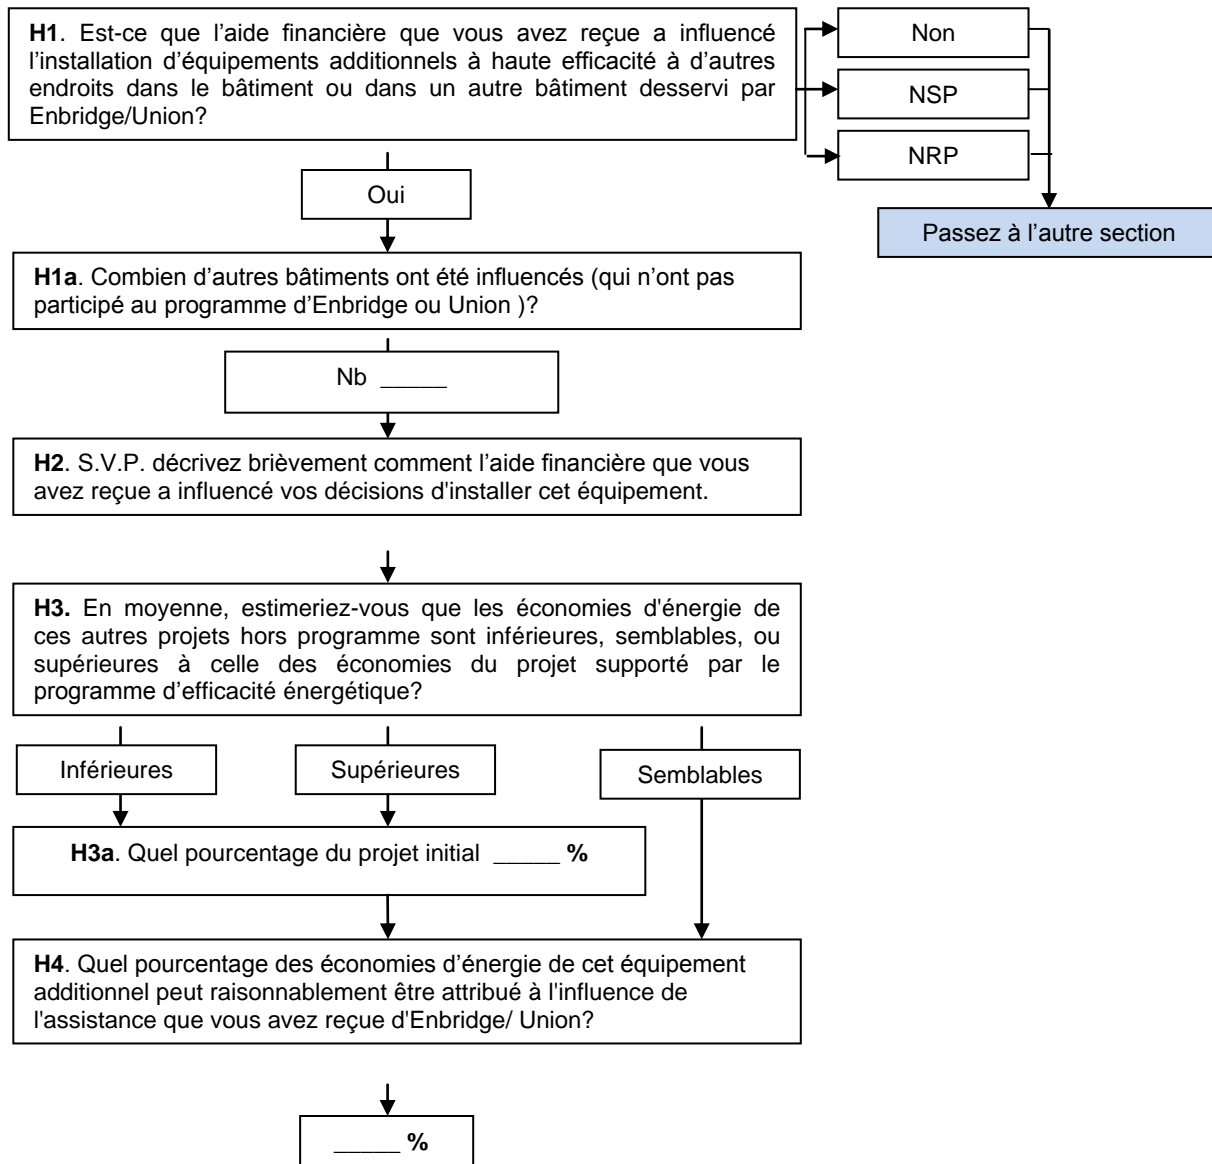 H1. Est-ce que l’aide financière que vous avez reçue a influencé
l’installation d’équipements additionnels à haute efficacité à d’autres
endroits dans le bâtiment ou dans un autre bâtiment desservi par
Enbridge/Union?
Non
NSP
NRP
Passez à l’autre section
Oui
H1a. Combien d’autres bâtiments ont été influencés (qui n’ont pas
participé au programme d’Enbridge ou Union )?
Nb _____
H2. S.V.P. décrivez brièvement comment l’aide financière que vous
avez reçue a influencé vos décisions d'installer cet équipement.
H3. En moyenne, estimeriez-vous que les économies d'énergie de
ces autres projets hors programme sont inférieures, semblables, ou
supérieures à celle des économies du projet supporté par le
programme d’efficacité énergétique?
Inférieures
Supérieures
Semblables
H3a. Quel pourcentage du projet initial _____ %
H4. Quel pourcentage des économies d’énergie de cet équipement
additionnel peut raisonnablement être attribué à l'influence de
l'assistance que vous avez reçue d'Enbridge/ Union?
_____ %